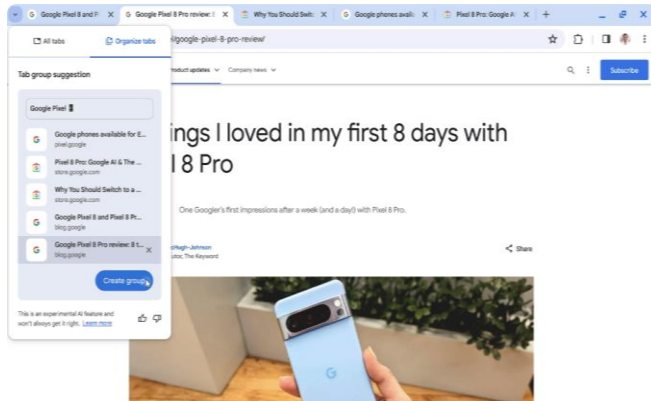 Google Pixel 8 and P
Google Pixel 8 Pro review: 8
Why You Should Switc
Google phones availa
Pixel 8 Pro: Google A
All tabs
Organize tabs
google-pixel-8-pro-review/
Tab group suggestion
Product updates
Company news
Subscribe
Google Pixel
Google phones available for E...
pixel.google
Pixel 8 Pro: Google AI & The ...
store.google.com
Why You Should Switch to a ...
store.google.com
Google Pixel 8 and Pixel 8 Pr...
blog.google
Google Pixel 8 Pro review: 8 t...
blog.google
Create group
This is an experimental AI feature and
won't always get it right. Learn more
ings I loved in my first 8 days with
l 8 Pro
One Googler's first impressions after a week (and a day!) with Pixel 8 Pro.
Hugh-Johnson
utor, The Keyword
Share
G